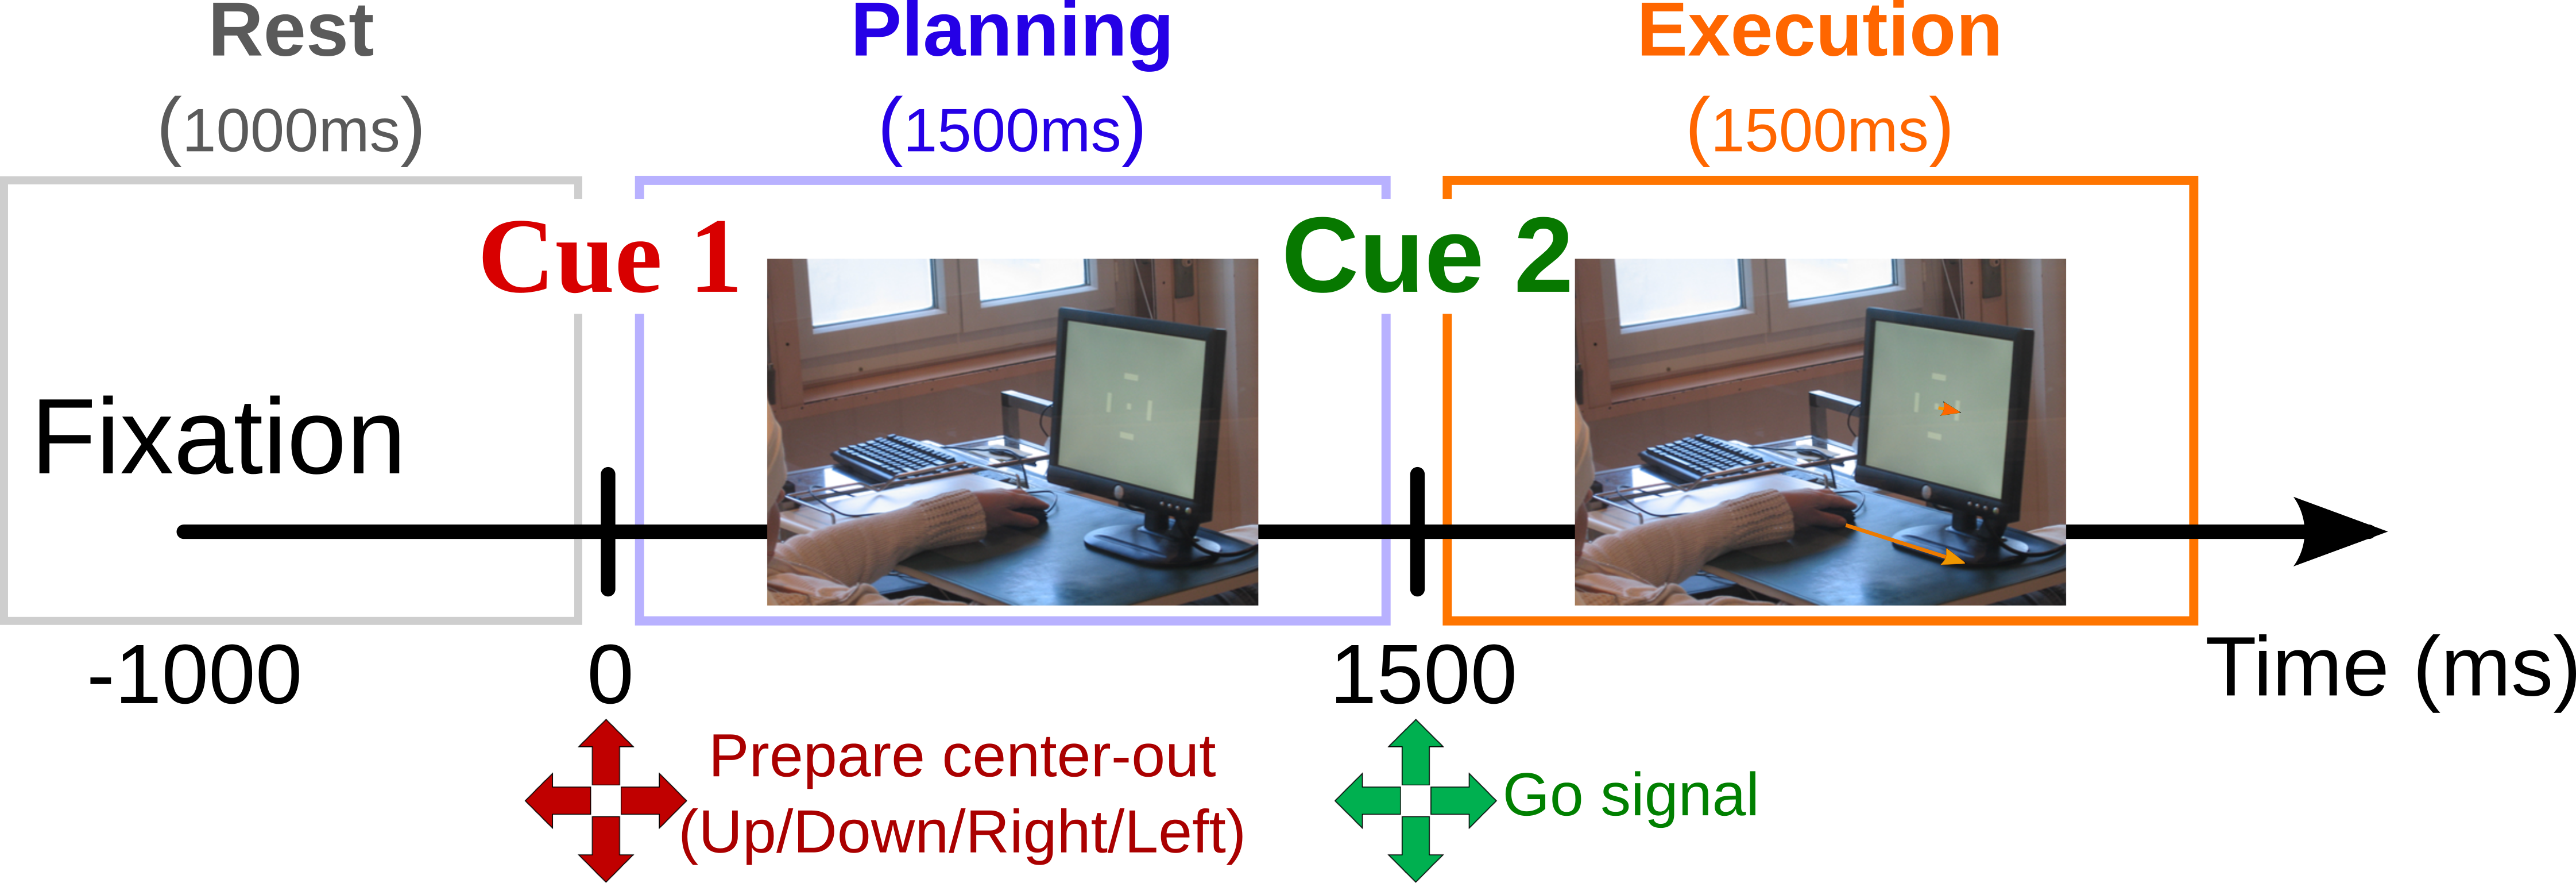 Rest
(1000ms)
Planning
(1500ms)
Execution
(1500ms)
Cue 1
Cue 2
Fixation
-1000
0
1500
Time (ms)
Prepare center-out
(Up/Down/Right/Left)
Go signal